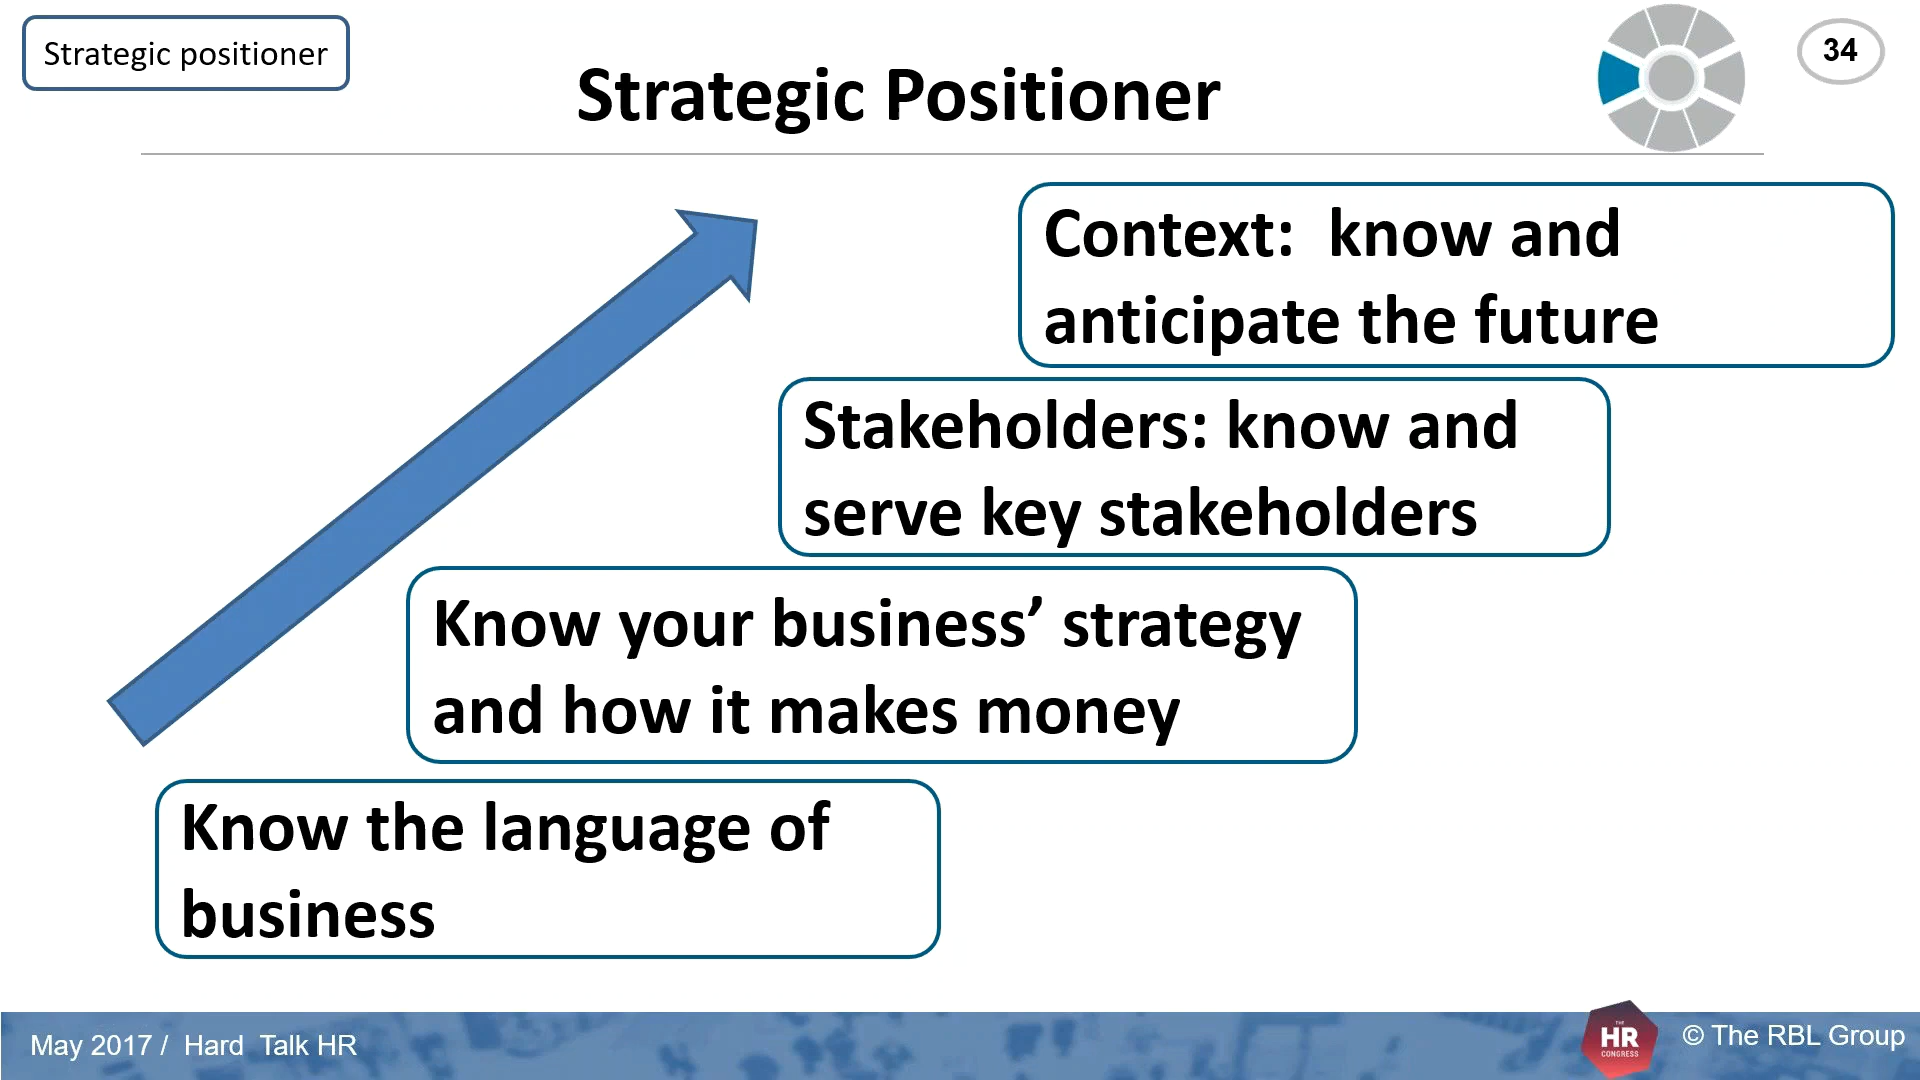 Strategic positioner
Strategic Positioner
34
Context:  know and
anticipate the future
Stakeholders: know and
serve key stakeholders
Know your business’ strategy
and how it makes money
Know the language of
business
May 2017 /  Hard  Talk HR
THE
HR
CONGRESS
© The RBL Group